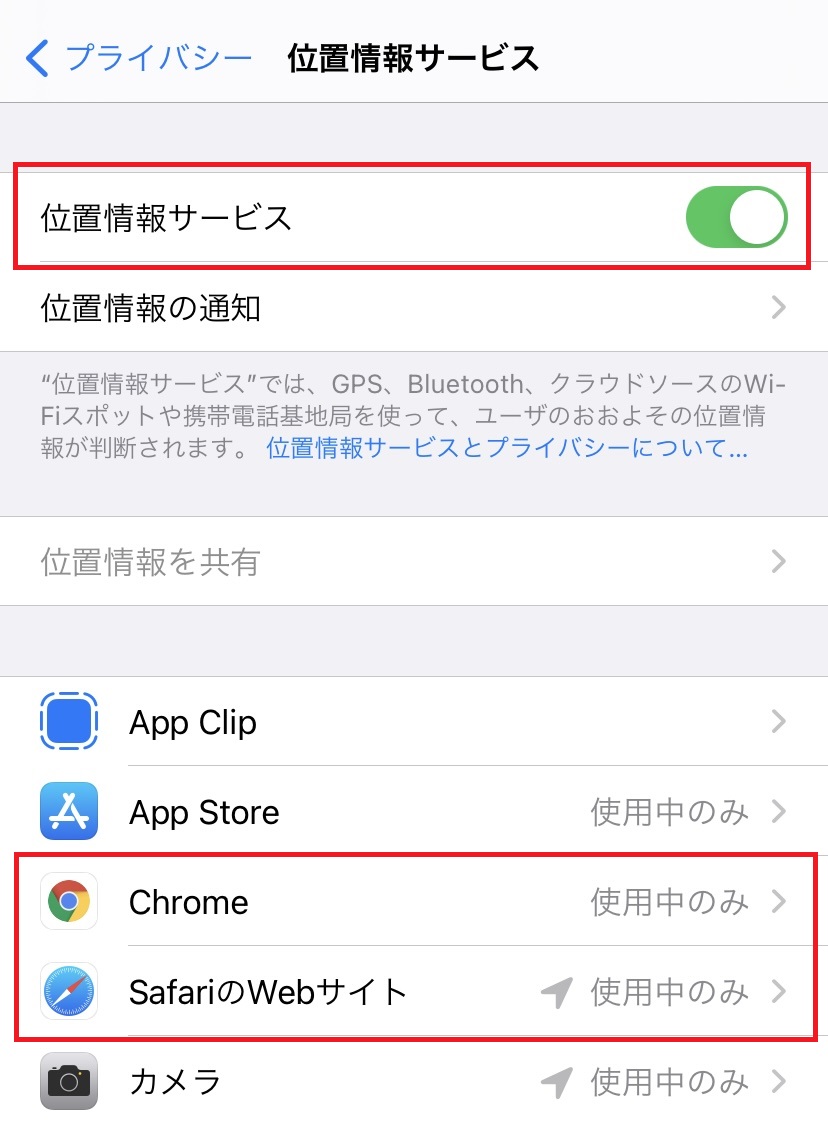 プライバシー 位置情報サービス
位置情報サービス
位置情報の通知
“位置情報サービス”では、GPS、Bluetooth、クラウドソースのWi-
Fiスポットや携帯電話基地局を使って、ユーザのおおよその位置情
報が判断されます。 位置情報サービスとプライバシーについて...
位置情報を共有
App Clip
App Store 使用中のみ
Chrome 使用中のみ
SafariのWebサイト 使用中のみ
カメラ 使用中のみ